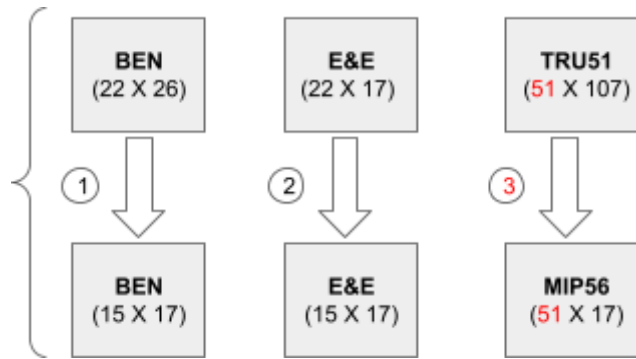 BEN E&E TRU51
(22 X 26) (22 X 17) (51 X 107)
1 2 3
BEN E&E MIP56
(15 X 17) (15 X 17) (51 X 17)